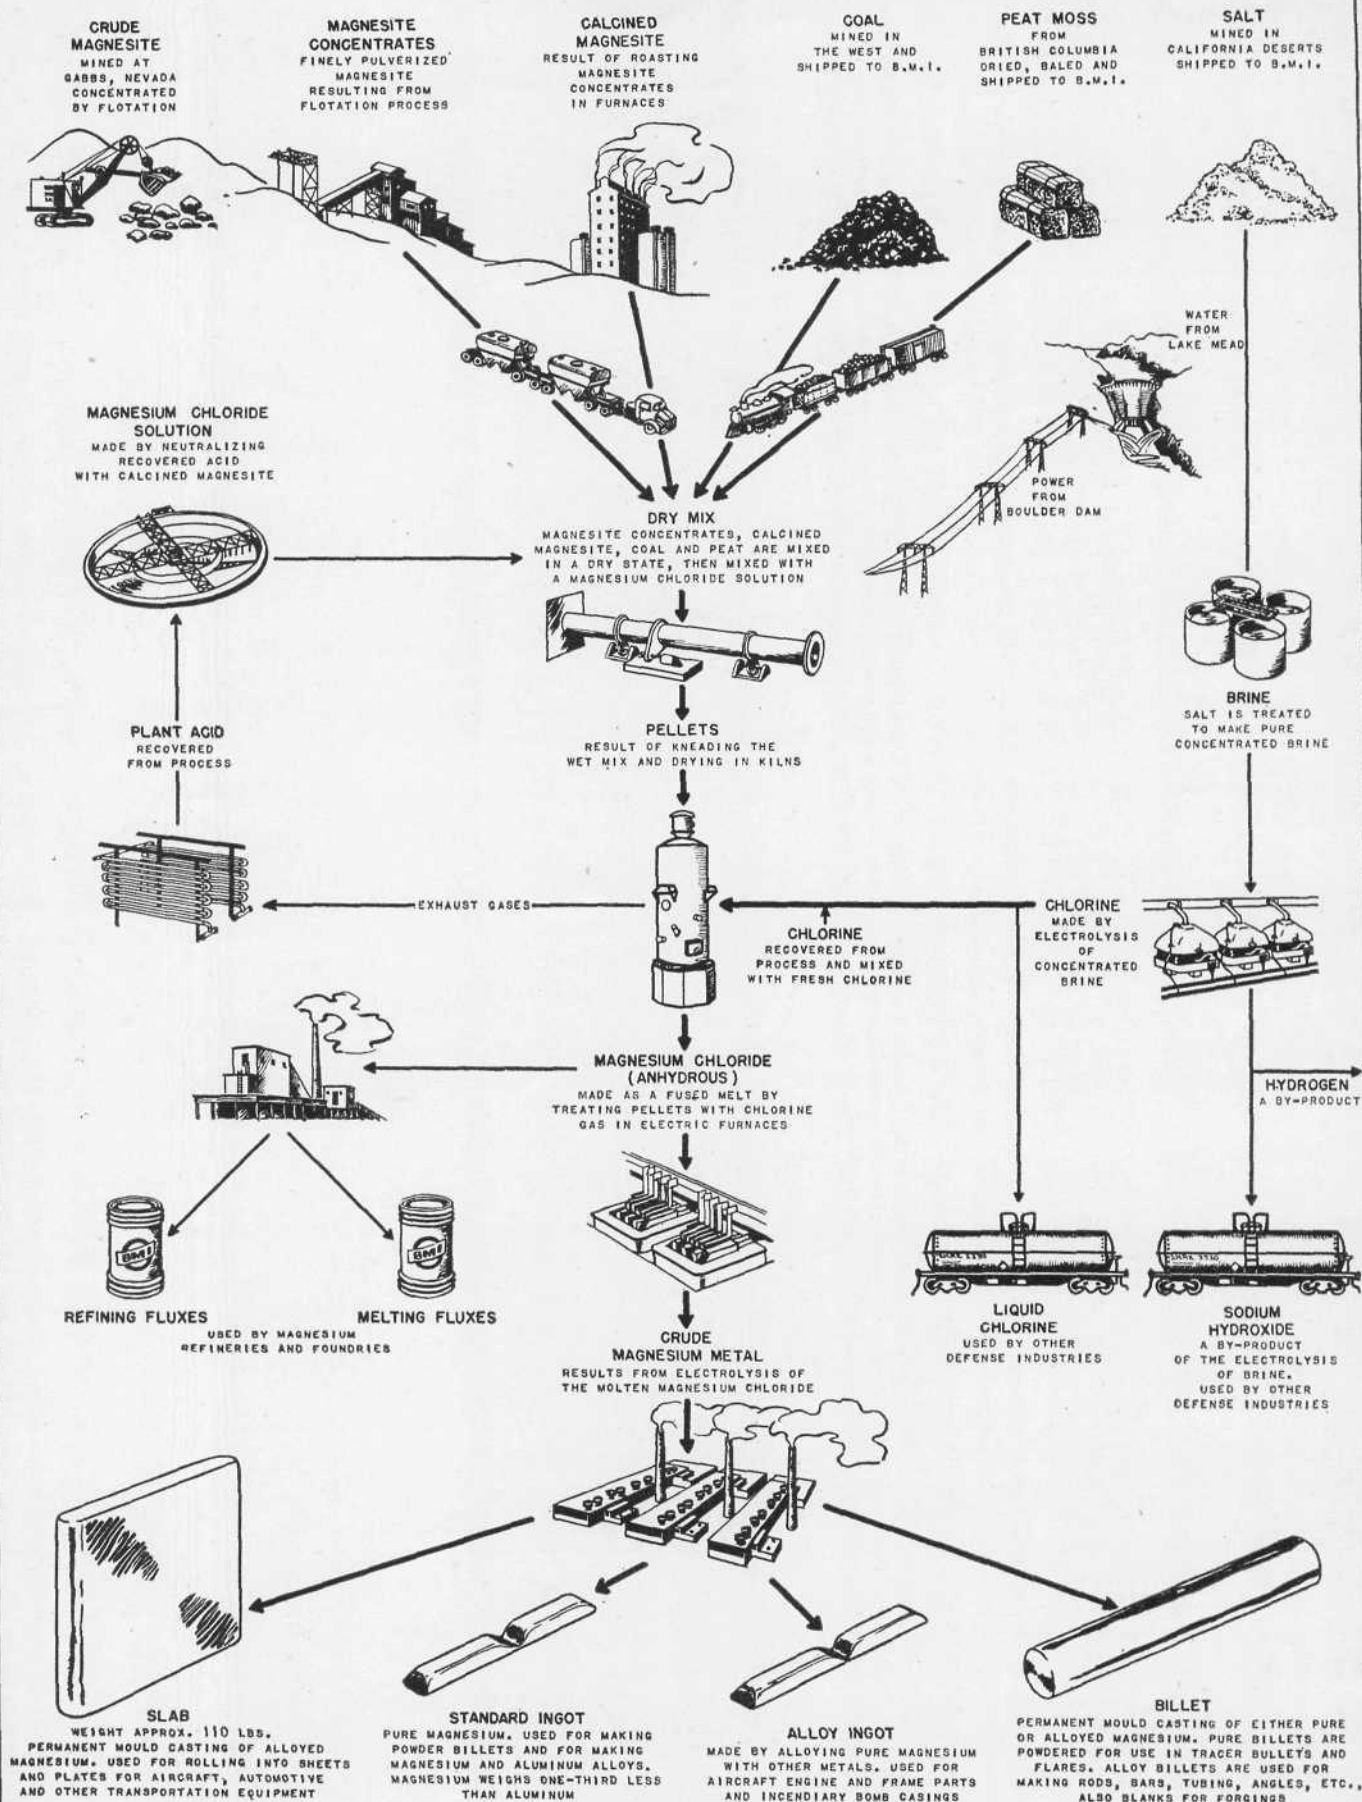 CRUDE
MAGNESITE
MINED AT
GABBS, NEVADA
CONCENTRATED
BY FLOTATION
MAGNESITE
CONCENTRATES
FINELY PULVERIZED
MAGNESITE
RESULTING FROM
FLOTATION PROCESS
CALCINED
MAGNESITE
RESULT OF ROASTING
MAGNESITE
CONCENTRATES
IN FURNACES
COAL
MINED IN
THE WEST AND
SHIPPED TO B.M.I.
PEAT MOSS
FROM
BRITISH COLUMBIA
DRIED, BALED AND
SHIPPED TO B.M.I.
SALT
MINED IN
CALIFORNIA DESERTS
SHIPPED TO B.M.I.
WATER
FROM
LAKE MEAD
POWER
FROM
BOULDER DAM
MAGNESIUM CHLORIDE
SOLUTION
MADE BY NEUTRALIZING
RECOVERED ACID
WITH CALCINED MAGNESITE
DRY MIX
MAGNESITE CONCENTRATES, CALCINED
MAGNESITE, COAL AND PEAT ARE MIXED
IN A DRY STATE, THEN MIXED WITH
A MAGNESIUM CHLORIDE SOLUTION
BRINE
SALT IS TREATED
TO MAKE PURE
CONCENTRATED BRINE
PLANT ACID
RECOVERED
FROM PROCESS
PELLETS
RESULT OF KNEADING THE
WET MIX AND DRYING IN KILNS
EXHAUST GASES
CHLORINE
RECOVERED FROM
PROCESS AND MIXED
WITH FRESH CHLORINE
CHLORINE
MADE BY
ELECTROLYSIS
OF
CONCENTRATED
BRINE
MAGNESIUM CHLORIDE
(ANHYDROUS)
MADE AS A FUSED MELT BY
TREATING PELLETS WITH CHLORINE
GAS IN ELECTRIC FURNACES
HYDROGEN
A BY-PRODUCT
BMI
BMI
REFINING FLUXES
MELTING FLUXES
USED BY MAGNESIUM
REFINERIES AND FOUNDRIES
CRUDE
MAGNESIUM METAL
RESULTS FROM ELECTROLYSIS OF
THE MOLTEN MAGNESIUM CHLORIDE
LIQUID
CHLORINE
USED BY OTHER
DEFENSE INDUSTRIES
SODIUM
HYDROXIDE
A BY-PRODUCT
OF THE ELECTROLYSIS
OF BRINE.
USED BY OTHER
DEFENSE INDUSTRIES
SLAB
WEIGHT APPROX. 110 LBS.
PERMANENT MOULD CASTING OF ALLOYED
MAGNESIUM. USED FOR ROLLING INTO SHEETS
AND PLATES FOR AIRCRAFT, AUTOMOTIVE
AND OTHER TRANSPORTATION EQUIPMENT
STANDARD INGOT
PURE MAGNESIUM. USED FOR MAKING
POWDER BILLETS AND FOR MAKING
MAGNESIUM AND ALUMINUM ALLOYS.
MAGNESIUM WEIGHS ONE-THIRD LESS
THAN ALUMINUM
ALLOY INGOT
MADE BY ALLOYING PURE MAGNESIUM
WITH OTHER METALS. USED FOR
AIRCRAFT ENGINE AND FRAME PARTS
AND INCENDIARY BOMB CASINGS
BILLET
PERMANENT MOULD CASTING OF EITHER PURE
OR ALLOYED MAGNESIUM. PURE BILLETS ARE
POWDERED FOR USE IN TRACER BULLETS AND
FLARES. ALLOY BILLETS ARE USED FOR
MAKING RODS, BARS, TUBING, ANGLES, ETC.,
ALSO BLANKS FOR FORGINGS